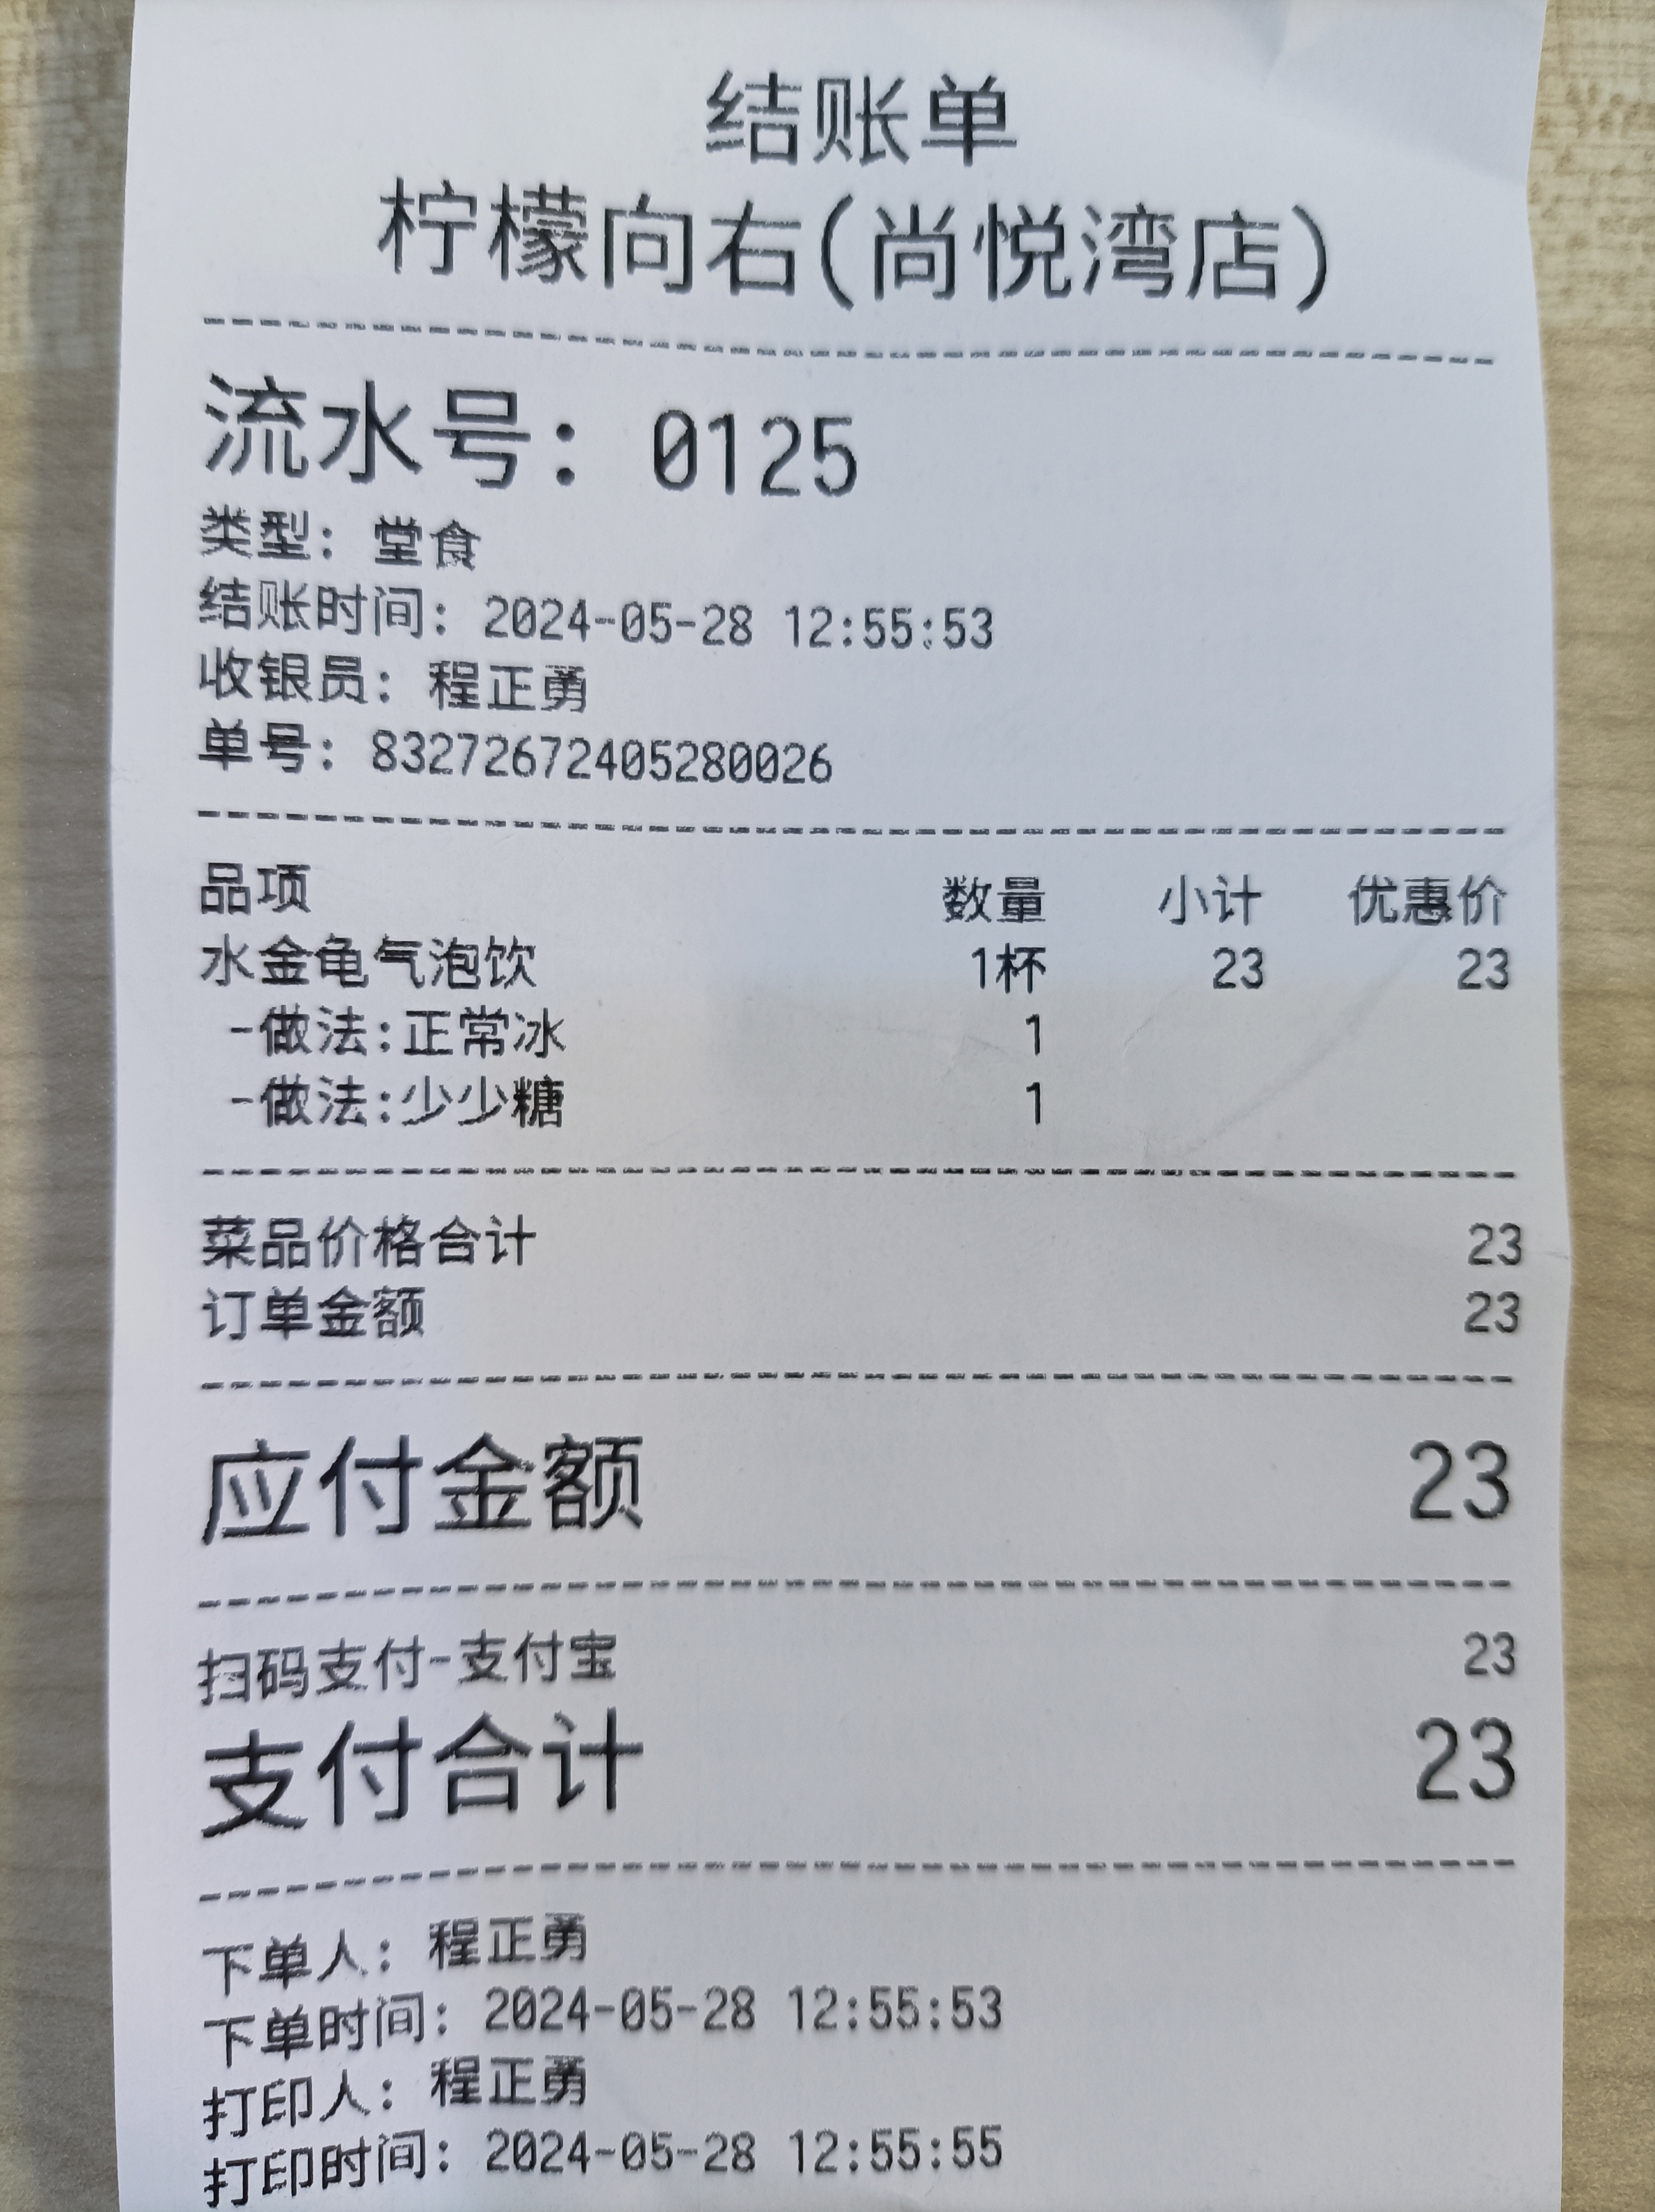 结账单
柠檬向右(尚悦湾店)
流水号: 0125
类型: 堂食
结账时间: 2024-05-28 12:55:53
收银员: 程正勇
单号: 83272672405280026
品项 数量 小计 优惠价
水金龟气泡饮 1杯 23 23
-做法:正常冰 1
-做法:少少糖 1
菜品价格合计 23
订单金额 23
应付金额 23
扫码支付-支付宝 23
支付合计 23
下单人: 程正勇
下单时间: 2024-05-28 12:55:53
打印人: 程正勇
打印时间: 2024-05-28 12:55:55